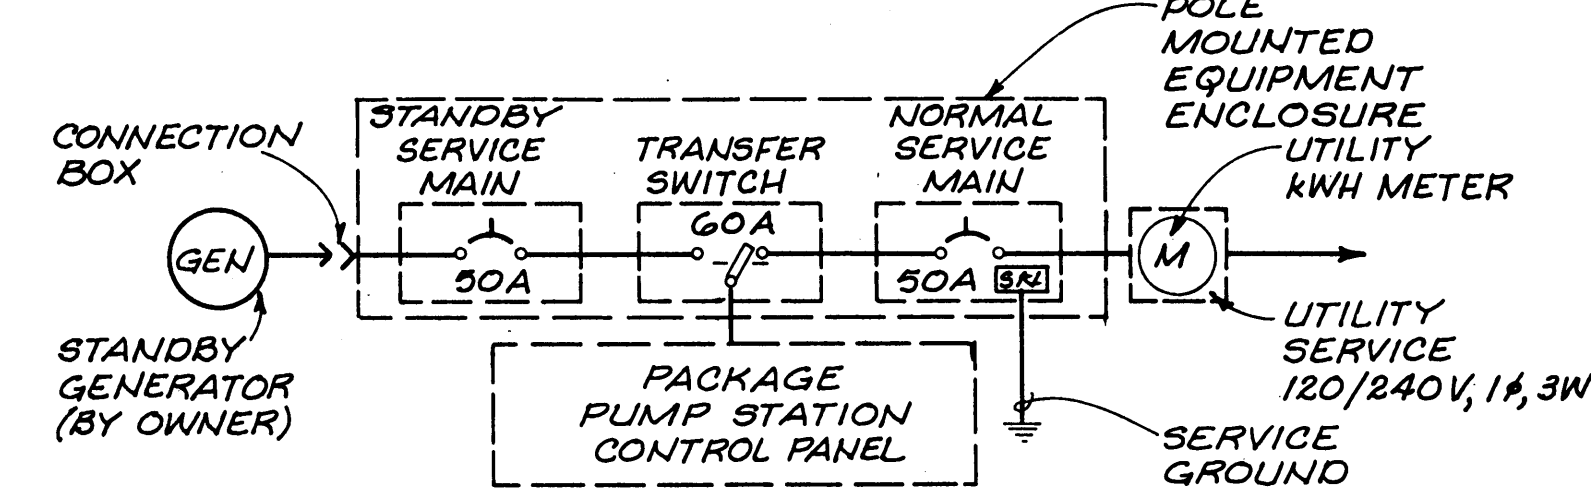 POLE
MOUNTED
EQUIPMENT
ENCLOSURE
UTILITY
KWH METER
CONNECTION
BOX
STANDBY
SERVICE
MAIN
TRANSFER
SWITCH
NORMAL
SERVICE
MAIN
60A
GEN
50A
50A
M
STANDBY
GENERATOR
(BY OWNER)
UTILITY
SERVICE
120/240V, 1ϕ, 3W
PACKAGE
PUMP STATION
CONTROL PANEL
SERVICE
GROUND